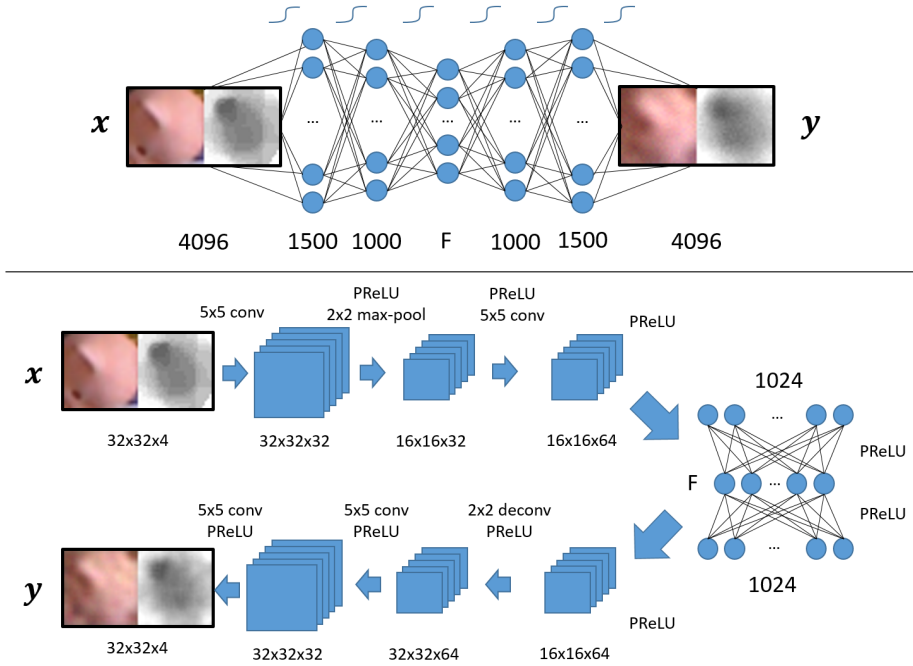 x
...
...
...
...
...
y
4096
1500
1000
F
1000
1500
4096
5x5 conv
PReLU
2x2 max-pool
PReLU
5x5 conv
PReLU
x
32x32x4
32x32x32
16x16x32
16x16x64
1024
...
PReLU
F
...
PReLU
...
1024
5x5 conv
PReLU
5x5 conv
PReLU
2x2 deconv
PReLU
PReLU
y
32x32x4
32x32x32
32x32x64
16x16x64